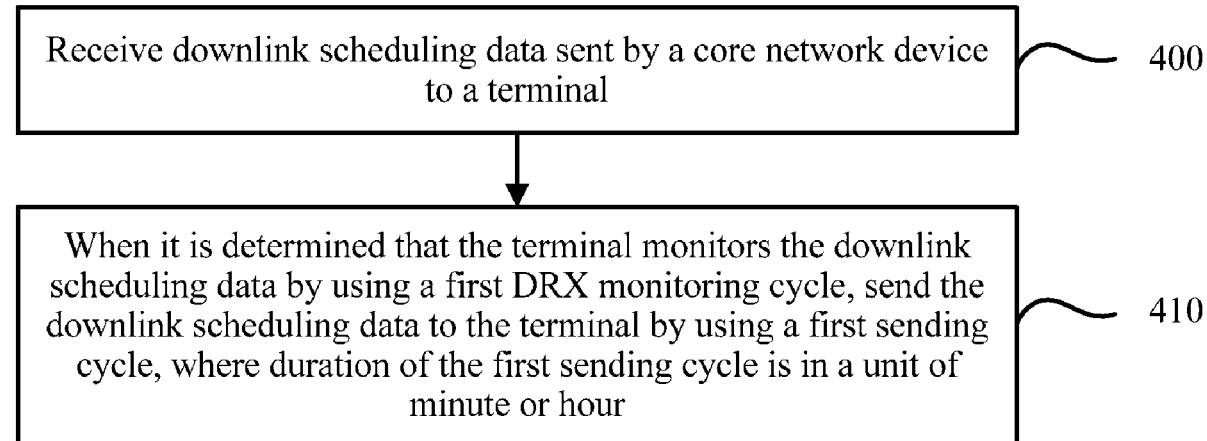 Receive downlink scheduling data sent by a core network device
to a terminal
400
When it is determined that the terminal monitors the downlink
scheduling data by using a first DRX monitoring cycle, send the
downlink scheduling data to the terminal by using a first sending
cycle, where duration of the first sending cycle is in a unit of
minute or hour
410